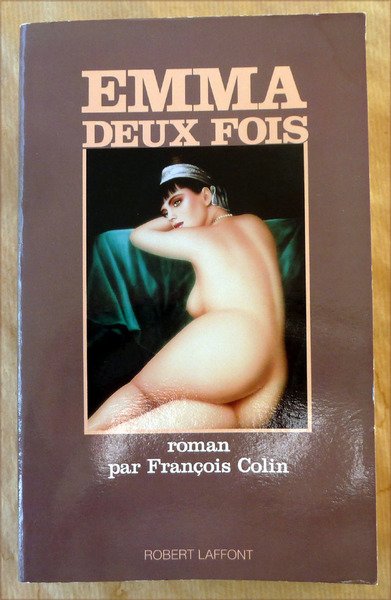 EMMA
DEUX FOIS
roman
par François Colin
ROBERT LAFFONT